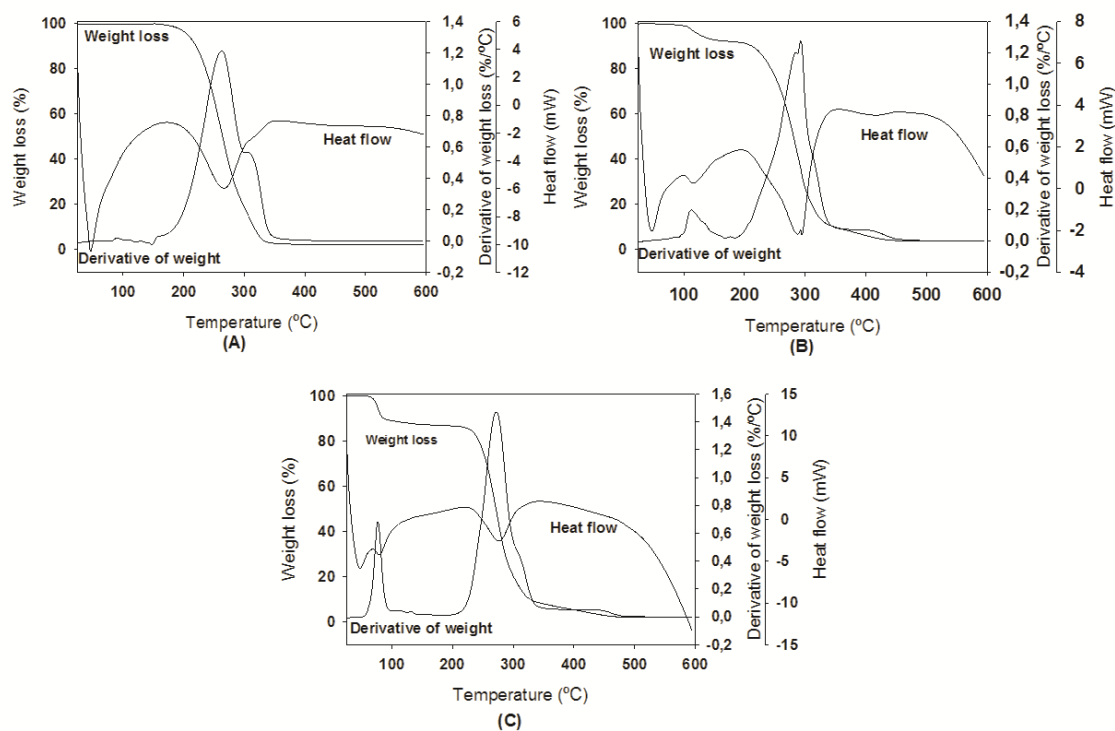 100
80
60
40
20
0
Weight loss (%)
Weight loss
Heat flow
Derivative of weight
1,4
1,2
1,0
0,8
0,6
0,4
0,2
0,0
-0,2
Derivative of weight loss (%/ºC)
6
4
2
0
-2
-4
-6
-8
-10
-12
Heat flow (mW)
100 200 300 400 500 600
Temperature (ºC)
(A)
100
80
60
40
20
0
Weight loss (%)
Weight loss
Heat flow
Derivative of weight
1,4
1,2
1,0
0,8
0,6
0,4
0,2
0,0
-0,2
Derivative of weight loss (%/ºC)
8
6
4
2
0
-2
-4
Heat flow (mW)
100 200 300 400 500 600
Temperature (ºC)
(B)
100
80
60
40
20
0
Weight loss (%)
Weight loss
Heat flow
Derivative of weight
1,6
1,4
1,2
1,0
0,8
0,6
0,4
0,2
0,0
-0,2
Derivative of weight loss (%/ºC)
15
10
5
0
-5
-10
-15
Heat flow (mW)
100 200 300 400 500 600
Temperature (ºC)
(C)